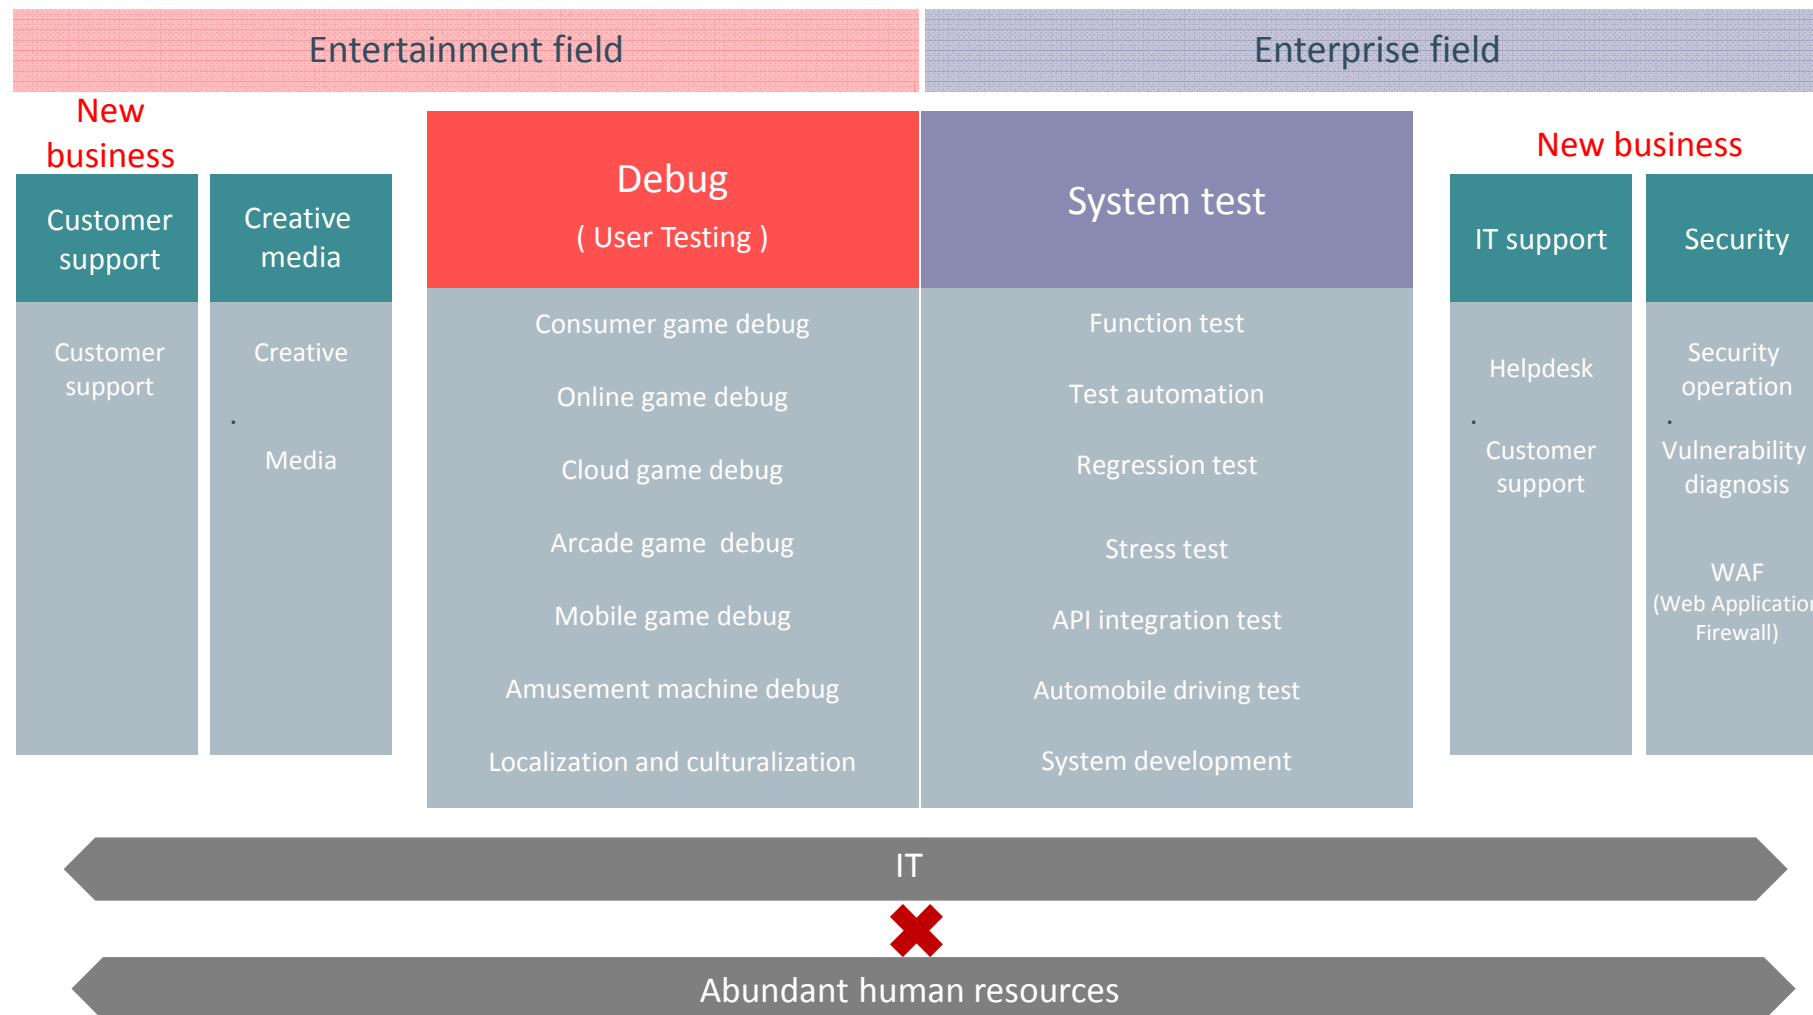 Entertainment field
Enterprise field
New
business
Customer
support
Customer
support
Creative
media
Creative
.
Media
Debug
( User Testing )
Consumer game debug
Online game debug
Cloud game debug
Arcade game  debug
Mobile game debug
Amusement machine debug
Localization and culturalization
System test
Function test
Test automation
Regression test
Stress test
API integration test
Automobile driving test
System development
New business
IT support
Helpdesk
.
Customer
support
Security
Security
operation
.
Vulnerability
diagnosis
WAF
(Web Application
Firewall)
IT
Abundant human resources